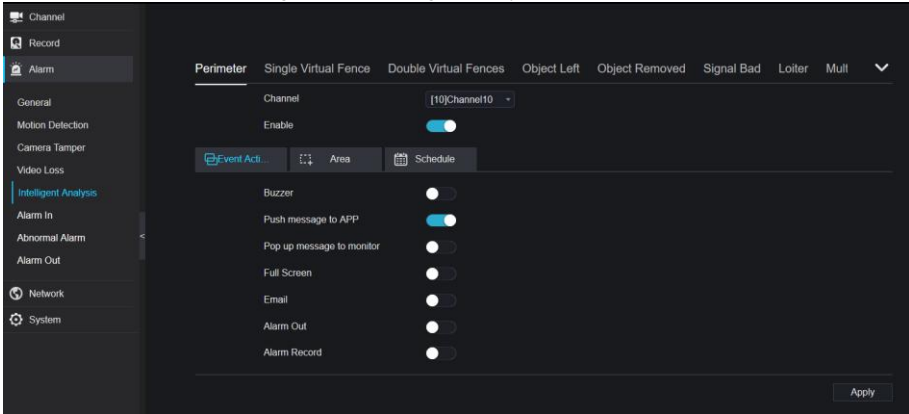 Channel
Record
Alarm
General
Motion Detection
Camera Tamper
Video Loss
Intelligent Analysis
Alarm In
Abnormal Alarm
<
Alarm Out
Network
System
Perimeter Single Virtual Fence Double Virtual Fences Object Left Object Removed Signal Bad Loiter Mult
Channel [10]Channel10
Enable
Event Acti... Area Schedule
Buzzer
Push message to APP
Pop up message to monitor
Full Screen
Email
Alarm Out
Alarm Record
Apply